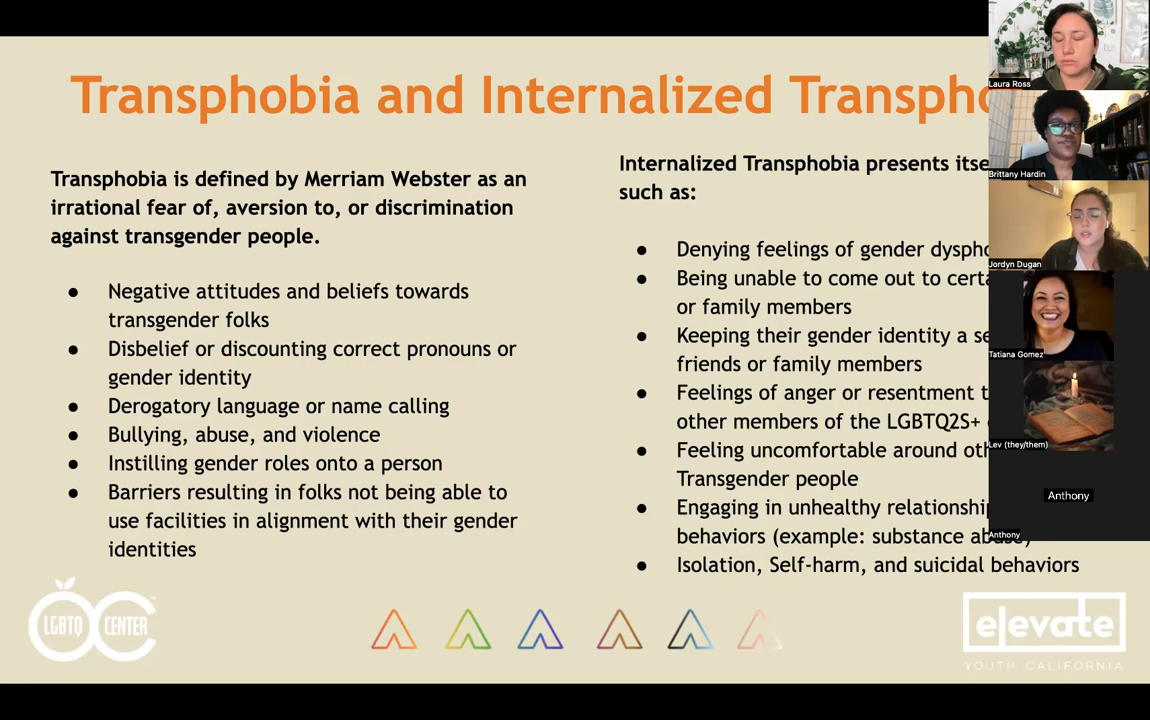 Transphobia and Internalized Transpho
Transphobia is defined by Merriam Webster as an
irrational fear of, aversion to, or discrimination
against transgender people.
● Negative attitudes and beliefs towards
transgender folks
● Disbelief or discounting correct pronouns or
gender identity
● Derogatory language or name calling
● Bullying, abuse, and violence
● Instilling gender roles onto a person
● Barriers resulting in folks not being able to
use facilities in alignment with their gender
identities
Internalized Transphobia presents itse
such as:
● Denying feelings of gender dyspho
● Being unable to come out to certa
or family members
● Keeping their gender identity a se
friends or family members
● Feelings of anger or resentment t
other members of the LGBTQ2S+
● Feeling uncomfortable around oth
Transgender people
● Engaging in unhealthy relationship
behaviors (example: substance abuse)
● Isolation, Self-harm, and suicidal behaviors
LGBTQ CENTER
elevate
YOUTH CALIFORNIA
Laura Ross
Brittany Hardin
Jordyn Dugan
Tatiana Gomez
Lev (they/them)
Anthony
Anthony